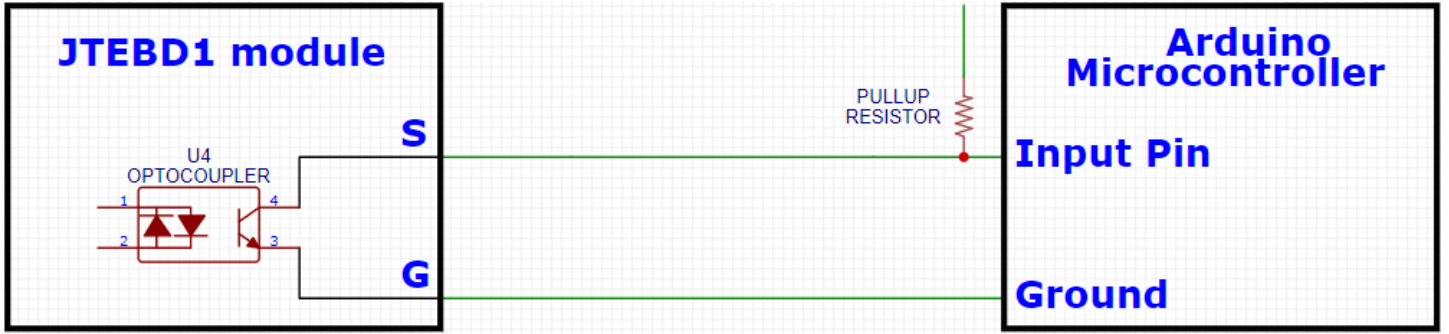 JTEBD1 module
Arduino
Microcontroller
PULLUP
RESISTOR
S
Input Pin
U4
OPTOCOUPLER
1
4
2
3
G
Ground